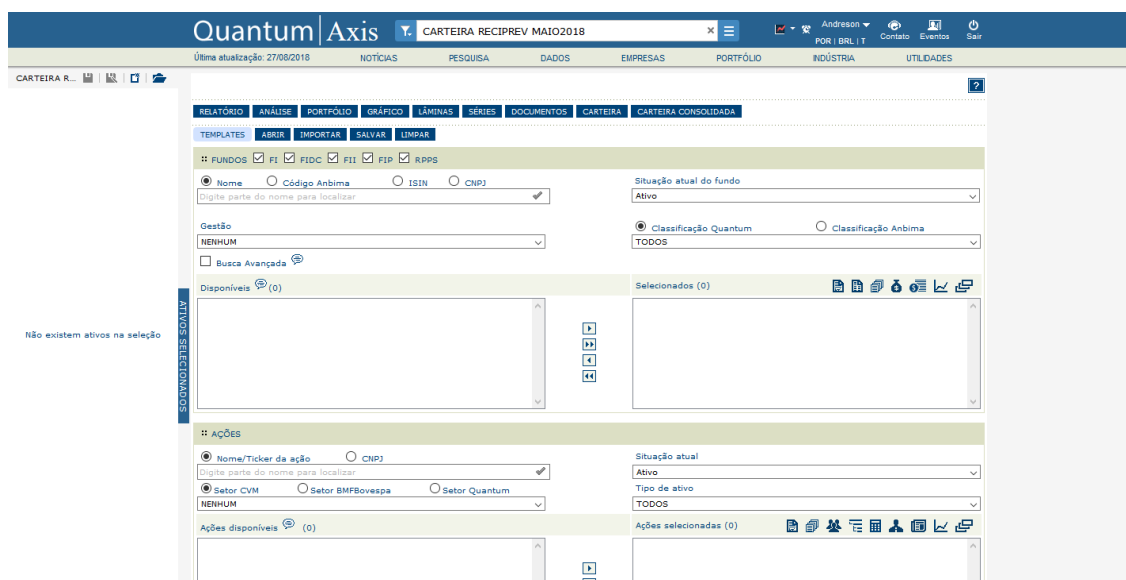 Quantum|Axis
CARTEIRA RECIPREV MAIO2018
Andreson
POR | BRL | T
Contato
Eventos
Sair
Última atualização: 27/08/2018
NOTÍCIAS
PESQUISA
DADOS
EMPRESAS
PORTFÓLIO
INDÚSTRIA
UTILIDADES
CARTEIRA R...
?
RELATÓRIO ANÁLISE PORTFÓLIO GRÁFICO LÂMINAS SÉRIES DOCUMENTOS CARTEIRA CARTEIRA CONSOLIDADA
TEMPLATES ABRIR IMPORTAR SALVAR LIMPAR
FUNDOS FI FIDC FII FIP RPPS
Nome Código Anbima ISIN CNPJ
Situação atual do fundo
Digite parte do nome para localizar
Ativo
Gestão
Classificação Quantum Classificação Anbima
NENHUM
TODOS
Busca Avançada
Disponíveis (0)
Selecionados (0)
Não existem ativos na seleção
ATIVOS SELECIONADOS
AÇÕES
Nome/Ticker da ação CNPJ
Situação atual
Digite parte do nome para localizar
Ativo
Setor CVM Setor BMFBovespa Setor Quantum
Tipo de ativo
NENHUM
TODOS
Ações disponíveis (0)
Ações selecionadas (0)